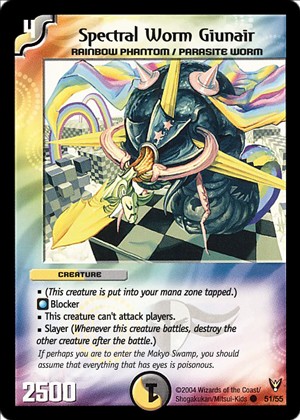 4
Spectral Worm Giunair
RAINBOW PHANTOM / PARASITE WORM
CREATURE
▪ (This creature is put into your mana zone tapped.)
Blocker
▪ This creature can't attack players.
▪ Slayer (Whenever this creature battles, destroy the
other creature after the battle.)
If perhaps you are to enter the Makyo Swamp, you should
assume that everything that has eyes is poisonous.
2500
1
©2004 Wizards of the Coast/
Shogakukan/Mitsui-Kids ● 51/55